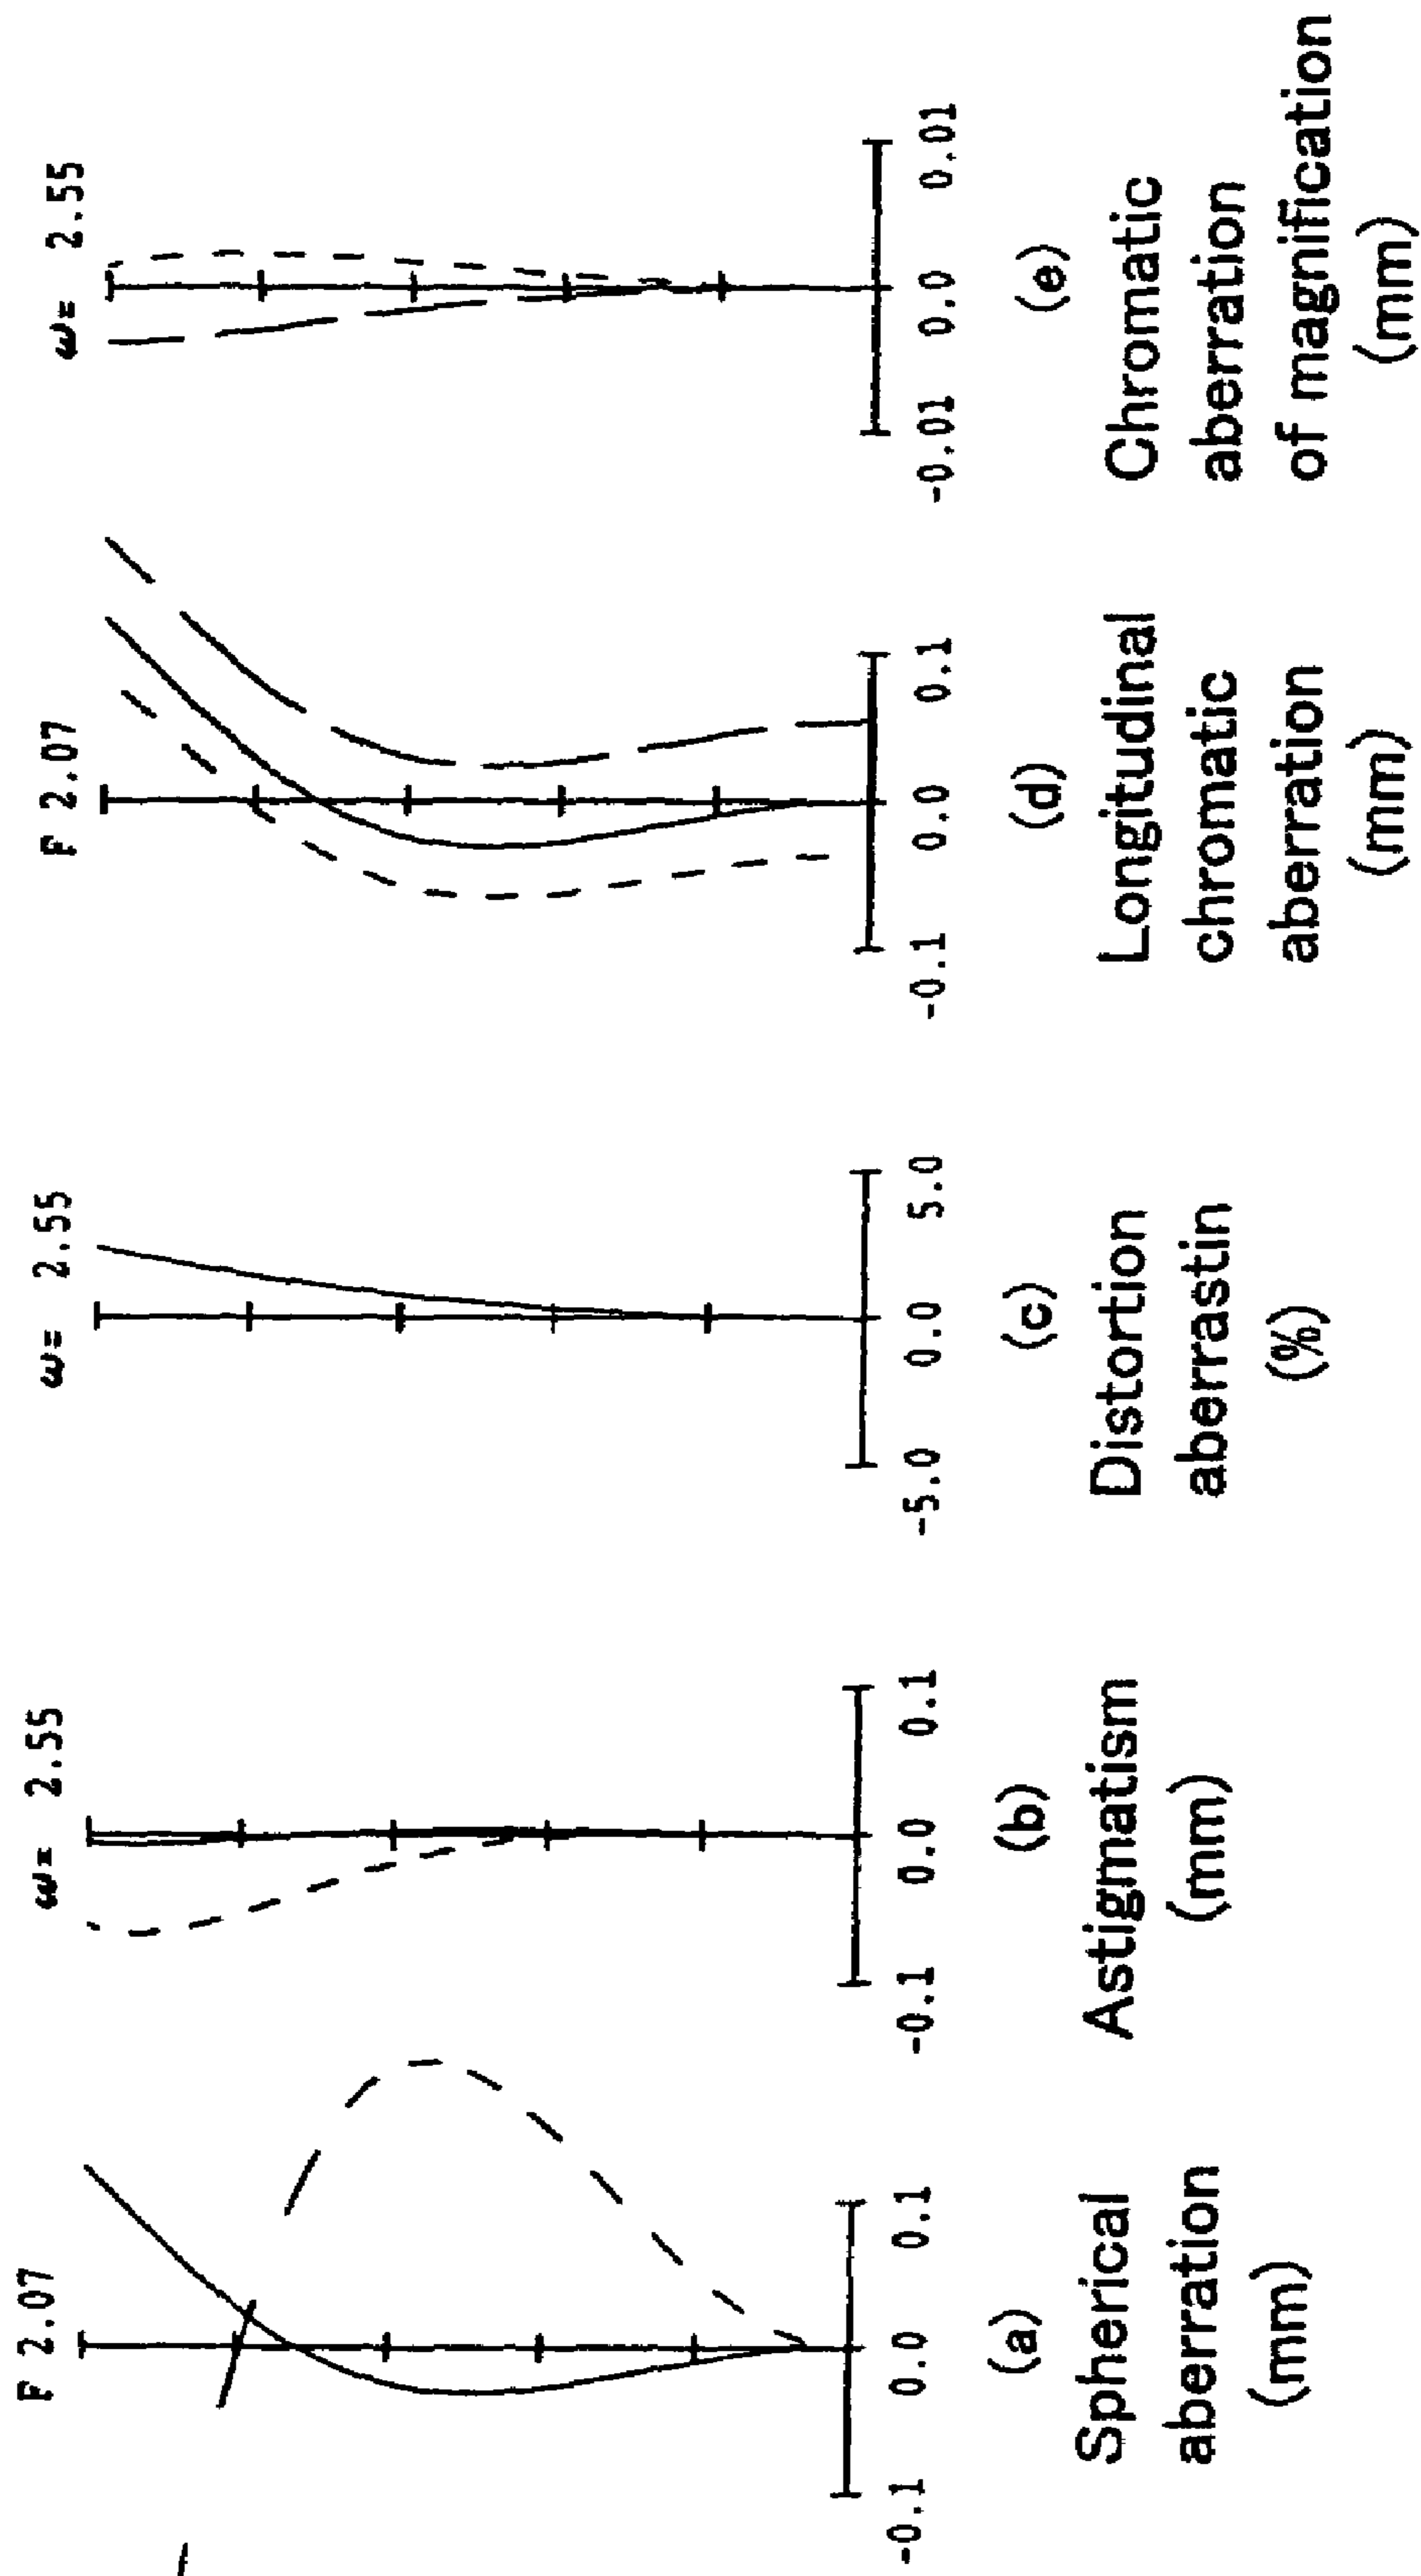 F 2.07
-0.1 0.0 0.1
(a)
Spherical
aberration
(mm)
ω= 2.55
-0.1 0.0 0.1
(b)
Astigmatism
(mm)
ω= 2.55
-5.0 0.0 5.0
(c)
Distortion
aberrastin
(%)
F 2.07
-0.1 0.0 0.1
(d)
Longitudinal
chromatic
aberration
(mm)
ω= 2.55
-0.01 0.0 0.01
(e)
Chromatic
aberration
of magnification
(mm)